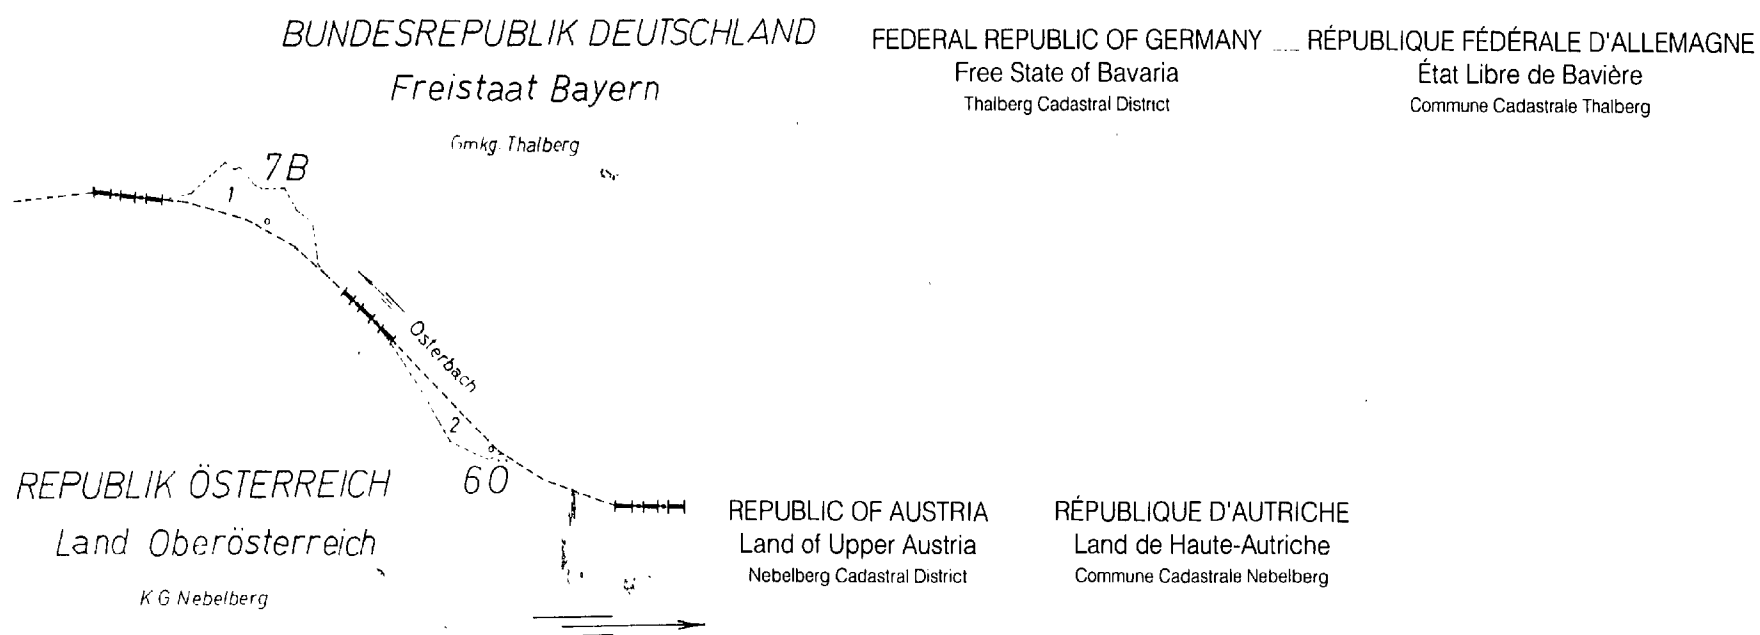 BUNDESREPUBLIK DEUTSCHLAND
Freistaat Bayern
Gmkg. Thalberg
FEDERAL REPUBLIC OF GERMANY
Free State of Bavaria
Thalberg Cadastral District
RÉPUBLIQUE FÉDÉRALE D'ALLEMAGNE
État Libre de Bavière
Commune Cadastrale Thalberg
7B
1
Osterbach
2
60
REPUBLIK ÖSTERREICH
Land Oberösterreich
K G Nebelberg
REPUBLIC OF AUSTRIA
Land of Upper Austria
Nebelberg Cadastral District
RÉPUBLIQUE D'AUTRICHE
Land de Haute-Autriche
Commune Cadastrale Nebelberg